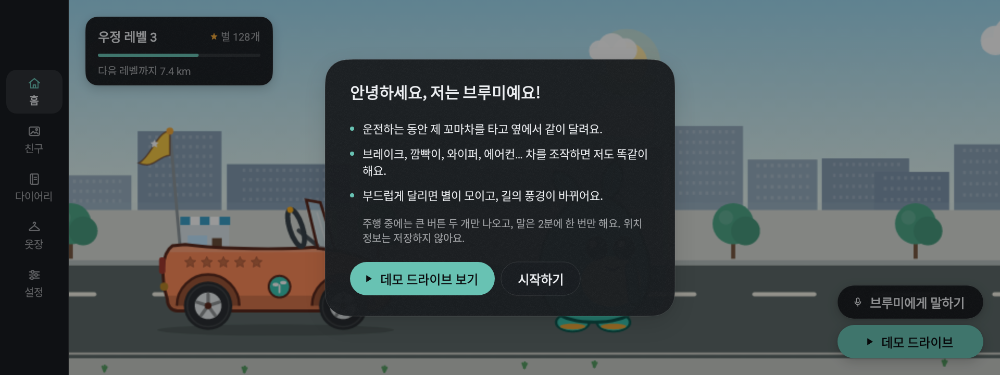 홈
친구
다이어리
옷장
설정
우정 레벨 3
★ 별 128개
다음 레벨까지 7.4 km
안녕하세요, 저는 브루미예요!
운전하는 동안 제 꼬마차를 타고 옆에서 같이 달려요.
브레이크, 깜빡이, 와이퍼, 에어컨… 차를 조작하면 저도 똑같이
해요.
부드럽게 달리면 별이 모이고, 길의 풍경이 바뀌어요.
주행 중에는 큰 버튼 두 개만 나오고, 말은 2분에 한 번만 해요. 위치
정보는 저장하지 않아요.
데모 드라이브 보기
시작하기
브루미에게 말하기
데모 드라이브